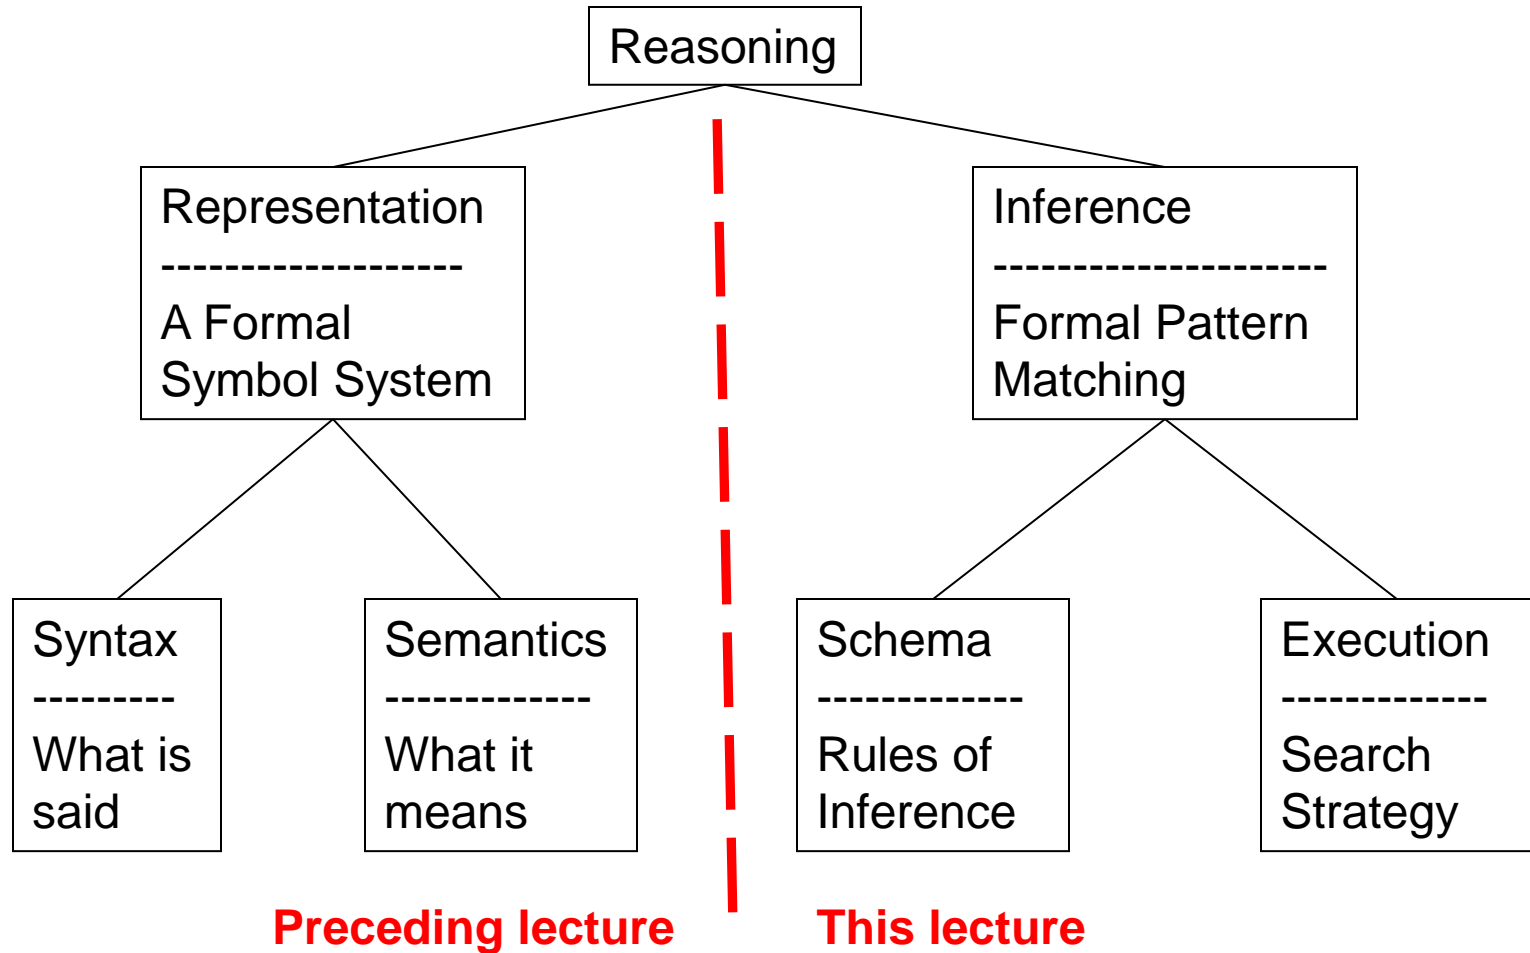 Reasoning
Representation
-------------------
A Formal
Symbol System
Inference
---------------------
Formal Pattern
Matching
Syntax
---------
What is
said
Semantics
-------------
What it
means
Schema
-------------
Rules of
Inference
Execution
-------------
Search
Strategy
Preceding lecture
This lecture